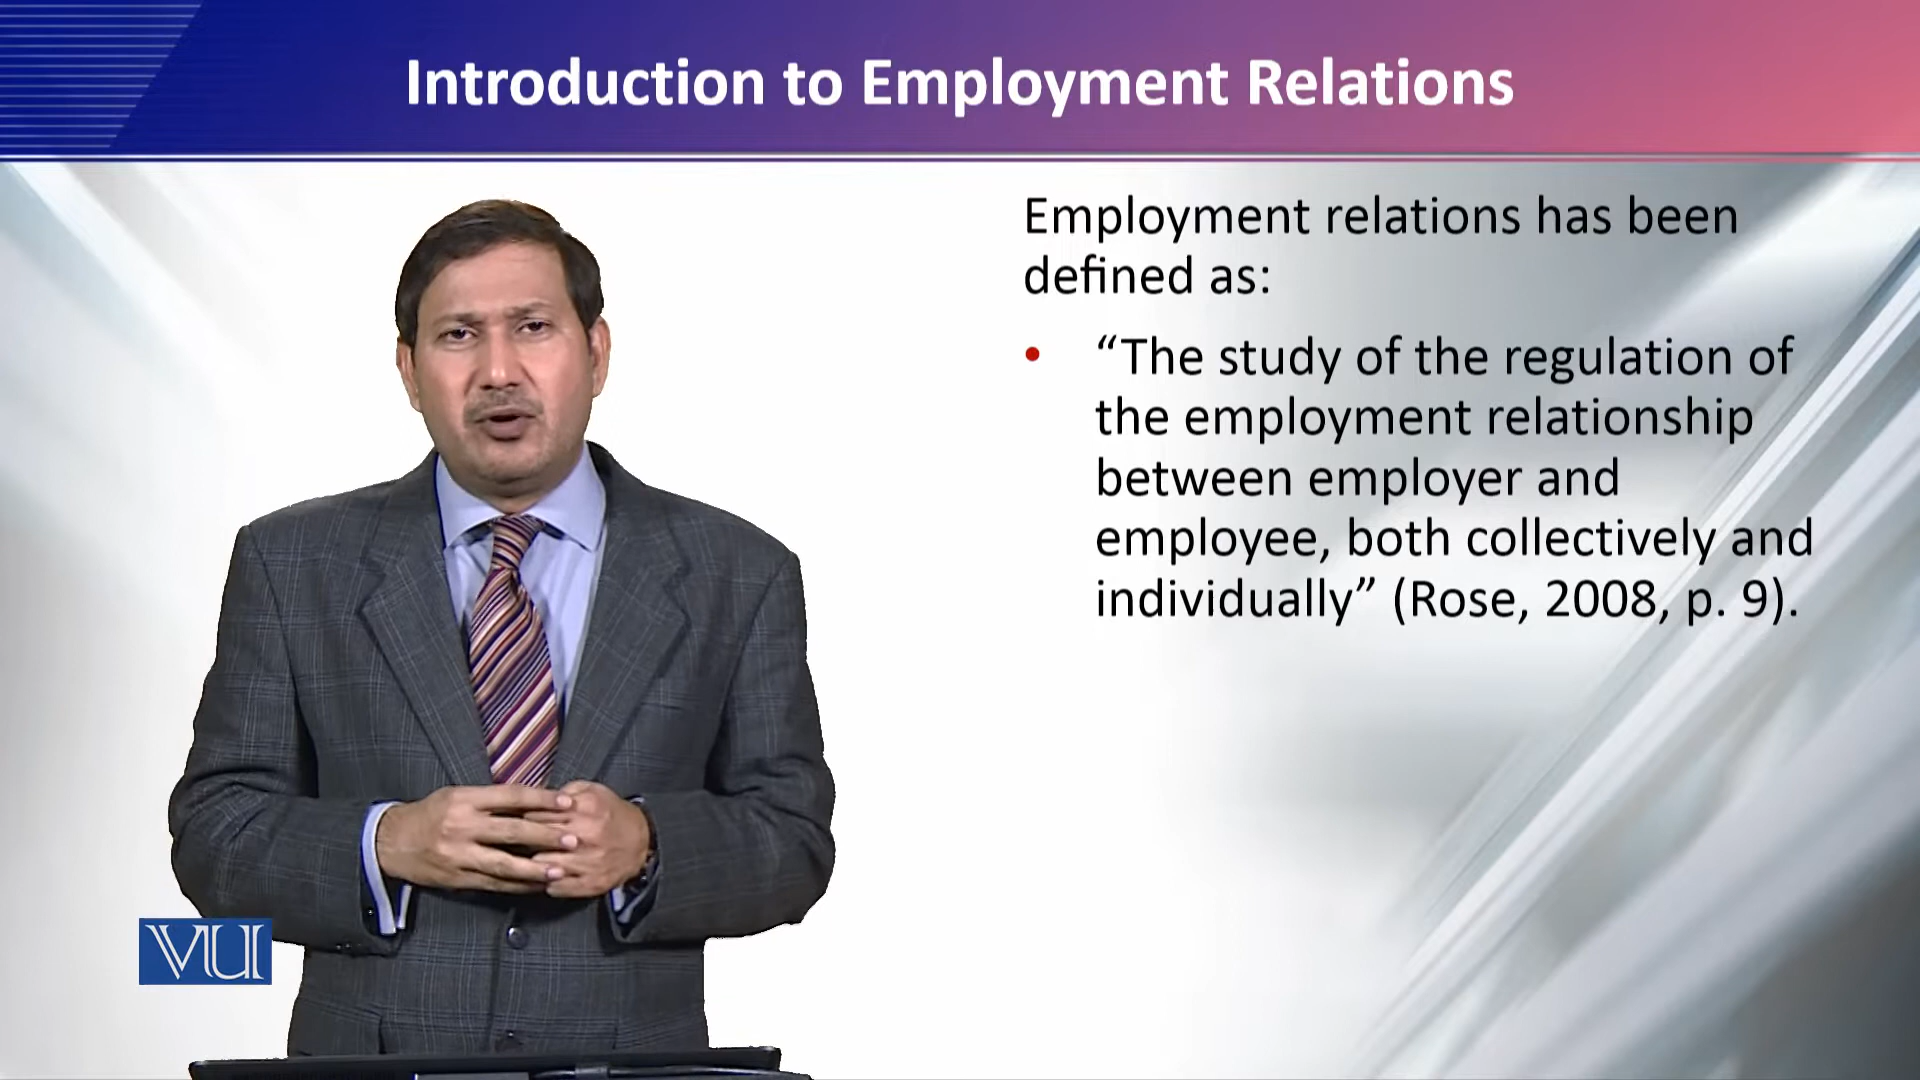 Introduction to Employment Relations
Employment relations has been
defined as:
• “The study of the regulation of
the employment relationship
between employer and
employee, both collectively and
individually” (Rose, 2008, p. 9).
VU